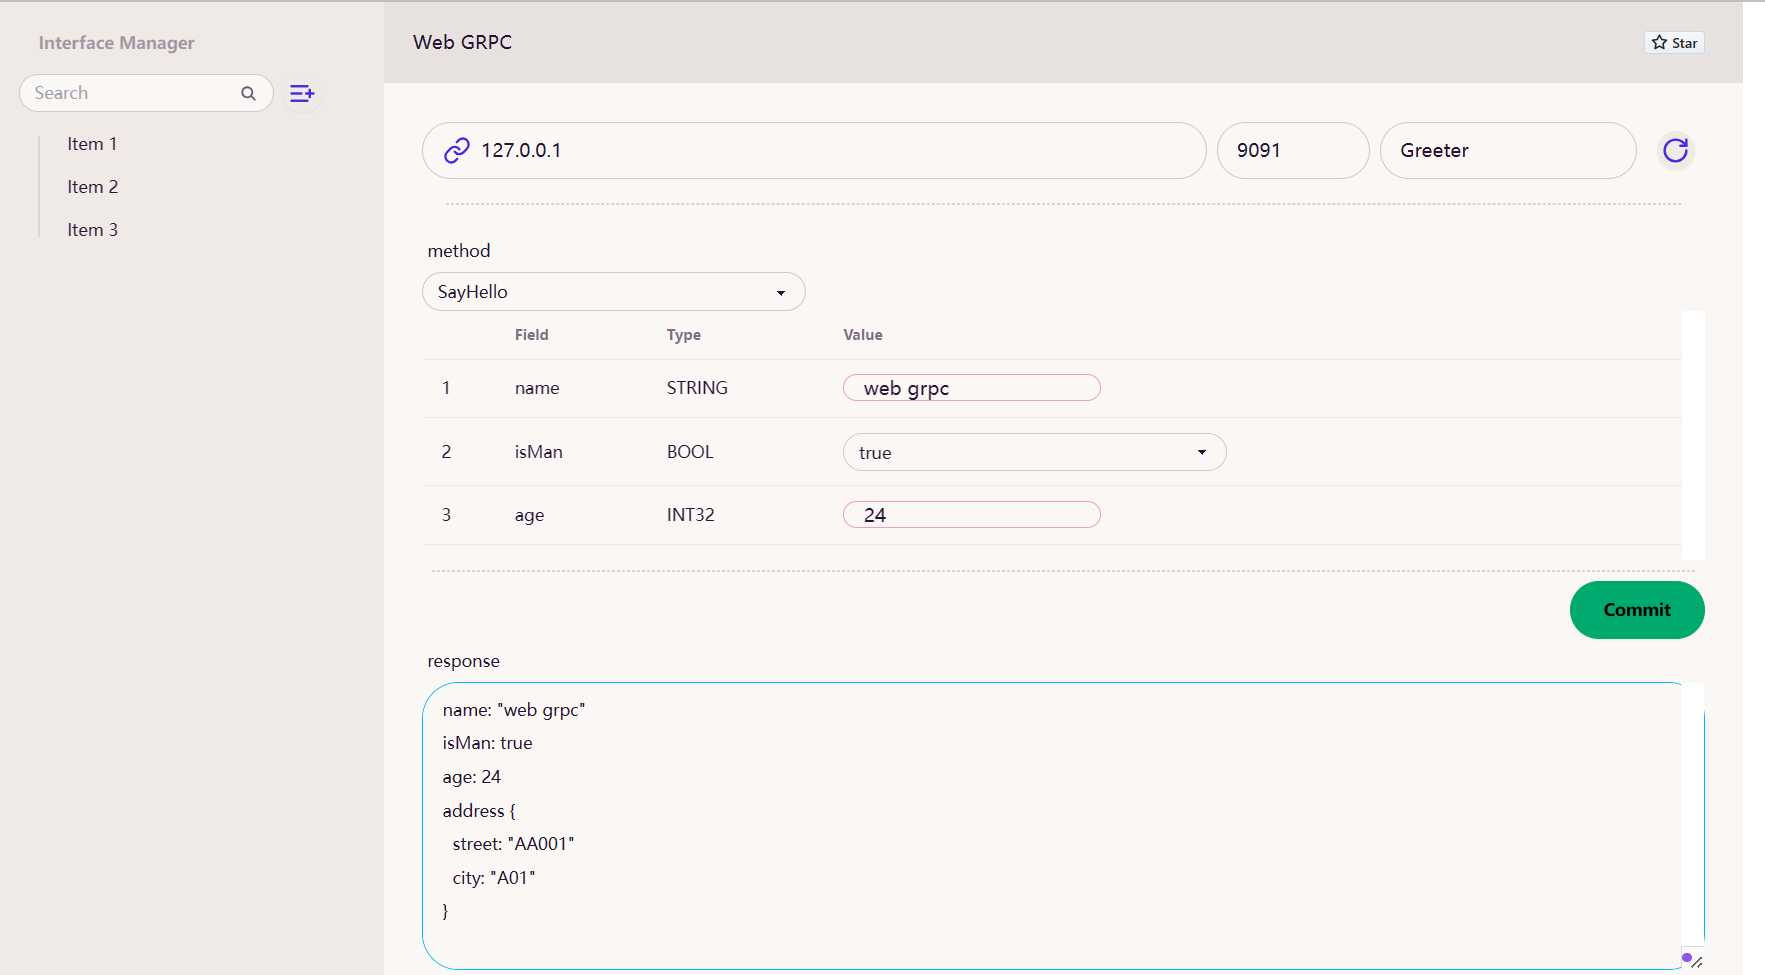 Interface Manager
Search
Item 1
Item 2
Item 3
Web GRPC
Star
127.0.0.1
9091
Greeter
method
SayHello
Field Type Value
1 name STRING web grpc
2 isMan BOOL true
3 age INT32 24
Commit
response
name: "web grpc"
isMan: true
age: 24
address {
  street: "AA001"
  city: "A01"
}